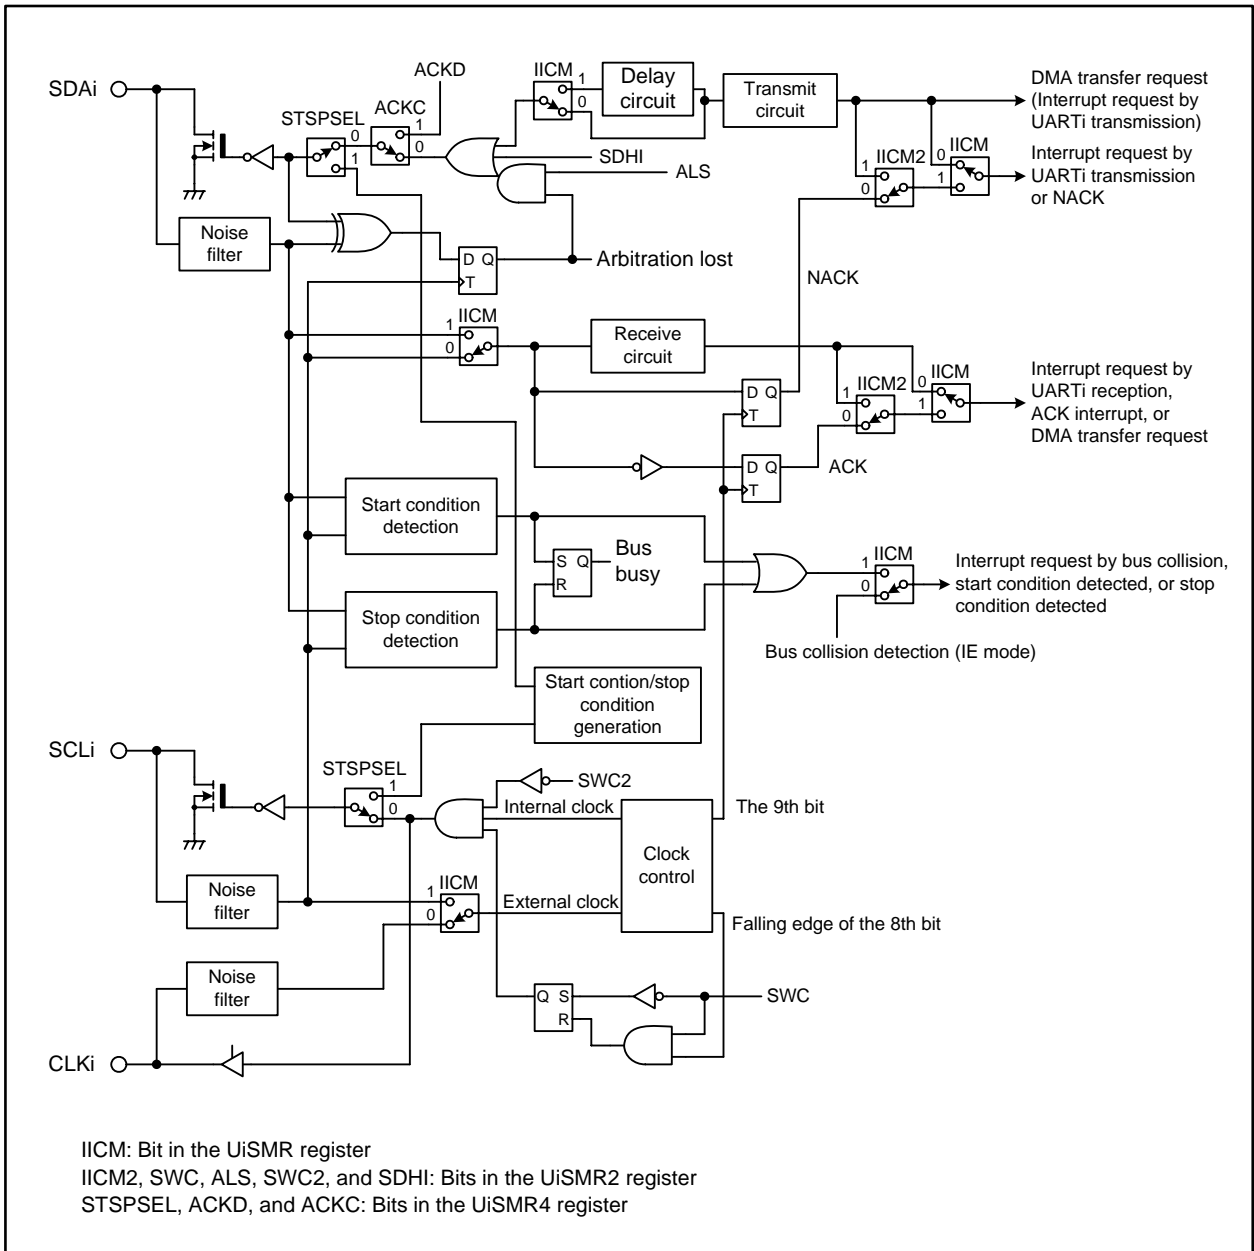 SDAi
ACKD
IICM
1
0
Delay
circuit
Transmit
circuit
DMA transfer request
(Interrupt request by
UARTi transmission)
STSPSEL
0
1
ACKC
1
0
SDHI
ALS
IICM2
1
0
IICM
0
1
Interrupt request by
UARTi transmission
or NACK
Noise
filter
D Q
T
Arbitration lost
NACK
IICM
1
0
Receive
circuit
D Q
T
IICM2
1
0
IICM
0
1
Interrupt request by
UARTi reception,
ACK interrupt, or
DMA transfer request
D Q
T
ACK
Start condition
detection
S Q
R
Bus
busy
IICM
1
0
Interrupt request by bus collision,
start condition detected, or stop
condition detected
Stop condition
detection
Bus collision detection (IE mode)
Start contion/stop
condition
generation
SCLi
STSPSEL
1
0
SWC2
Internal clock
The 9th bit
Clock
control
Noise
filter
IICM
1
0
External clock
Falling edge of the 8th bit
Noise
filter
Q S
R
SWC
CLKi
IICM: Bit in the UiSMR register
IICM2, SWC, ALS, SWC2, and SDHI: Bits in the UiSMR2 register
STSPSEL, ACKD, and ACKC: Bits in the UiSMR4 register